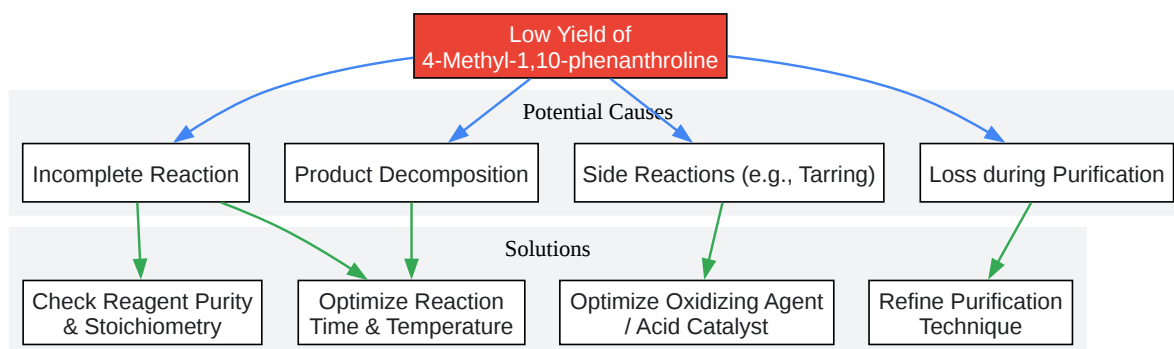 Low Yield of
4-Methyl-1,10-phenanthroline
Potential Causes
Incomplete Reaction
Product Decomposition
Side Reactions (e.g., Tarring)
Loss during Purification
Solutions
Check Reagent Purity
& Stoichiometry
Optimize Reaction
Time & Temperature
Optimize Oxidizing Agent
/ Acid Catalyst
Refine Purification
Technique